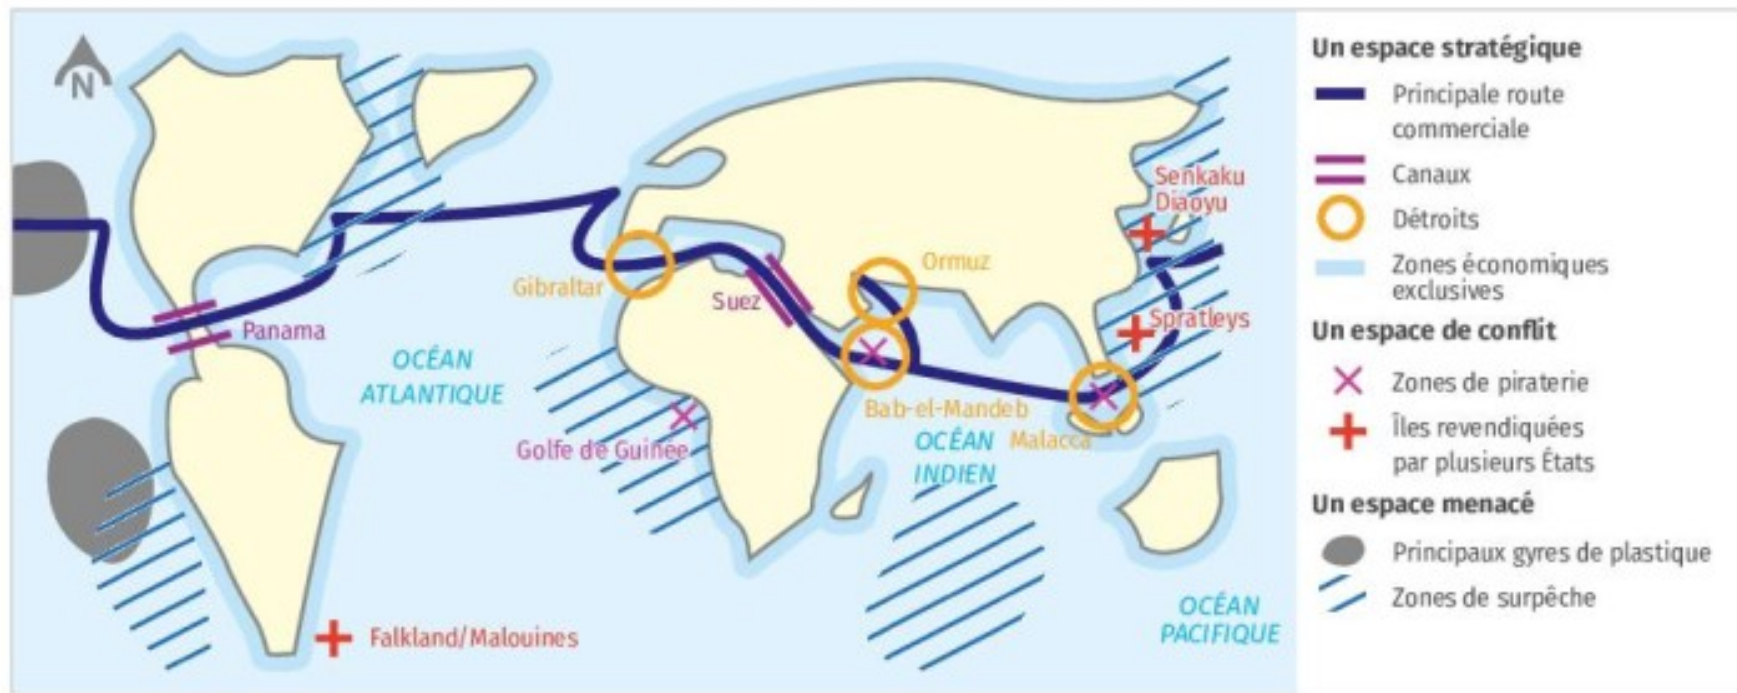 N
Senkaku
Diaoyu
Ormuz
Gibraltar
Suez
Spratleys
Panama
OCÉAN
ATLANTIQUE
Bab-el-Mandeb
OCÉAN
INDIEN
Malacca
Golfe de Guinée
OCÉAN
PACIFIQUE
Falkland/Malouines
Un espace stratégique
Principale route
commerciale
Canaux
Détroits
Zones économiques
exclusives
Un espace de conflit
Zones de piraterie
Îles revendiquées
par plusieurs États
Un espace menacé
Principaux gyres de plastique
Zones de surpêche